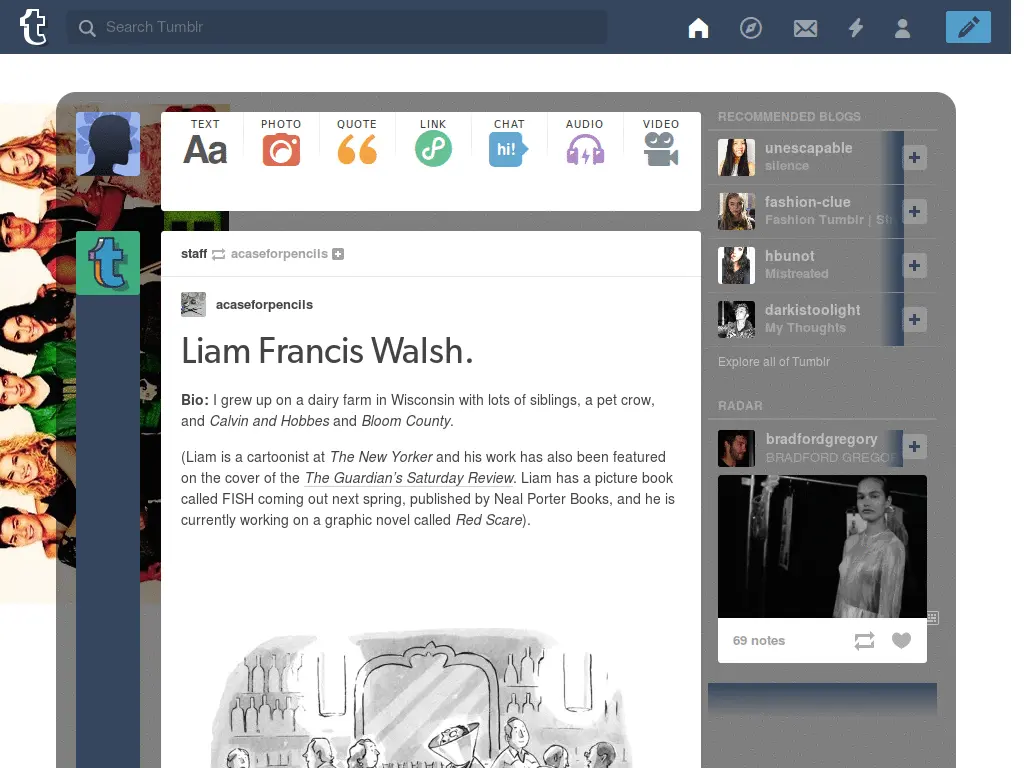 Search Tumblr
TEXT PHOTO QUOTE LINK CHAT AUDIO VIDEO
Aa
hi!
staff acaseforpencils
acaseforpencils
Liam Francis Walsh.
Bio: I grew up on a dairy farm in Wisconsin with lots of siblings, a pet crow,
and Calvin and Hobbes and Bloom County.
(Liam is a cartoonist at The New Yorker and his work has also been featured
on the cover of the The Guardian's Saturday Review. Liam has a picture book
called FISH coming out next spring, published by Neal Porter Books, and he is
currently working on a graphic novel called Red Scare).
RECOMMENDED BLOGS
unescapable
silence
fashion-clue
Fashion Tumblr |
hbunot
Mistreated
darkistoolight
My Thoughts
Explore all of Tumblr
RADAR
bradfordgregory
BRADFORD GREGO
69 notes